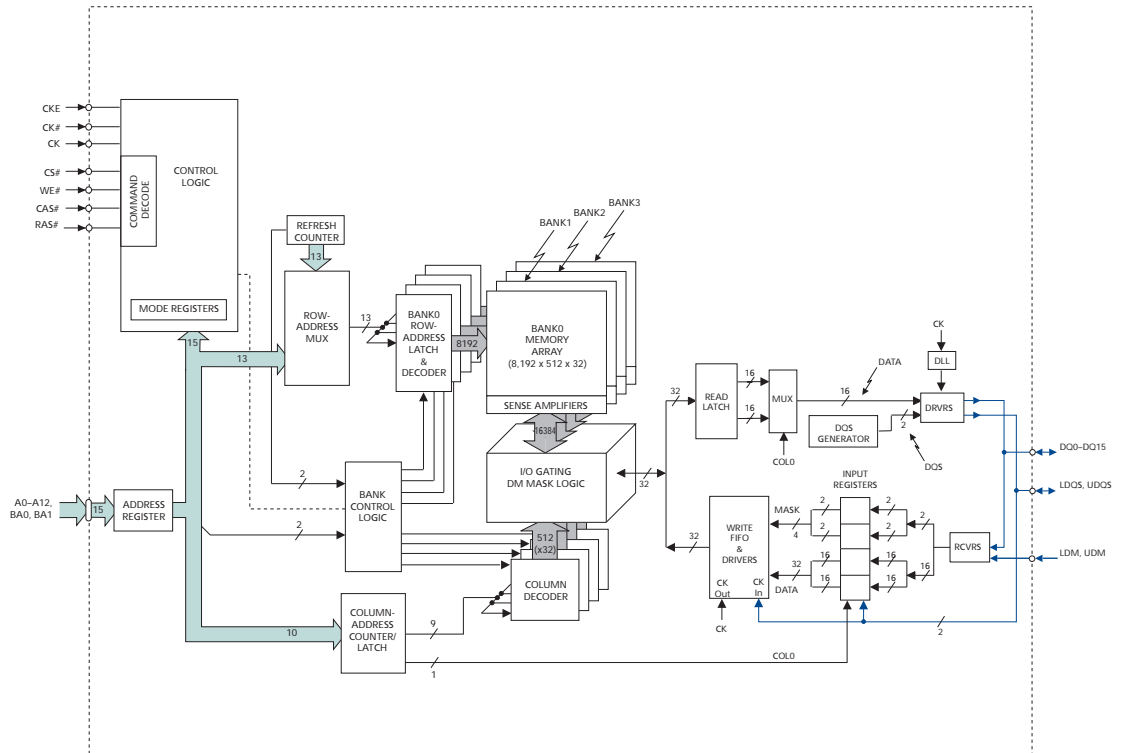 CKE
CK#
CK
CS#
WE#
CAS#
RAS#
CONTROL
LOGIC
COMMAND
DECODE
MODE REGISTERS
15
13
REFRESH
COUNTER
13
ROW-
ADDRESS
MUX
13
BANK0
ROW-
ADDRESS
LATCH
&
DECODER
8192
BANK1
BANK2
BANK3
BANK0
MEMORY
ARRAY
(8,192 x 512 x 32)
SENSE AMPLIFIERS
16384
I/O GATING
DM MASK LOGIC
32
512
(x32)
COLUMN
DECODER
A0–A12,
BA0, BA1
15
ADDRESS
REGISTER
2
2
BANK
CONTROL
LOGIC
10
COLUMN-
ADDRESS
COUNTER/
LATCH
9
1
COL0
32
READ
LATCH
16
16
MUX
COL0
16
DATA
DQS
GENERATOR
2
DQS
CK
DLL
DRVRS
DQ0–DQ15
LDQS, UDQS
LDM, UDM
INPUT
REGISTERS
32
WRITE
FIFO
&
DRIVERS
CK
Out
CK
In
CK
MASK
4
32
DATA
2
2
16
16
2
2
16
16
2
16
RCVRS
2